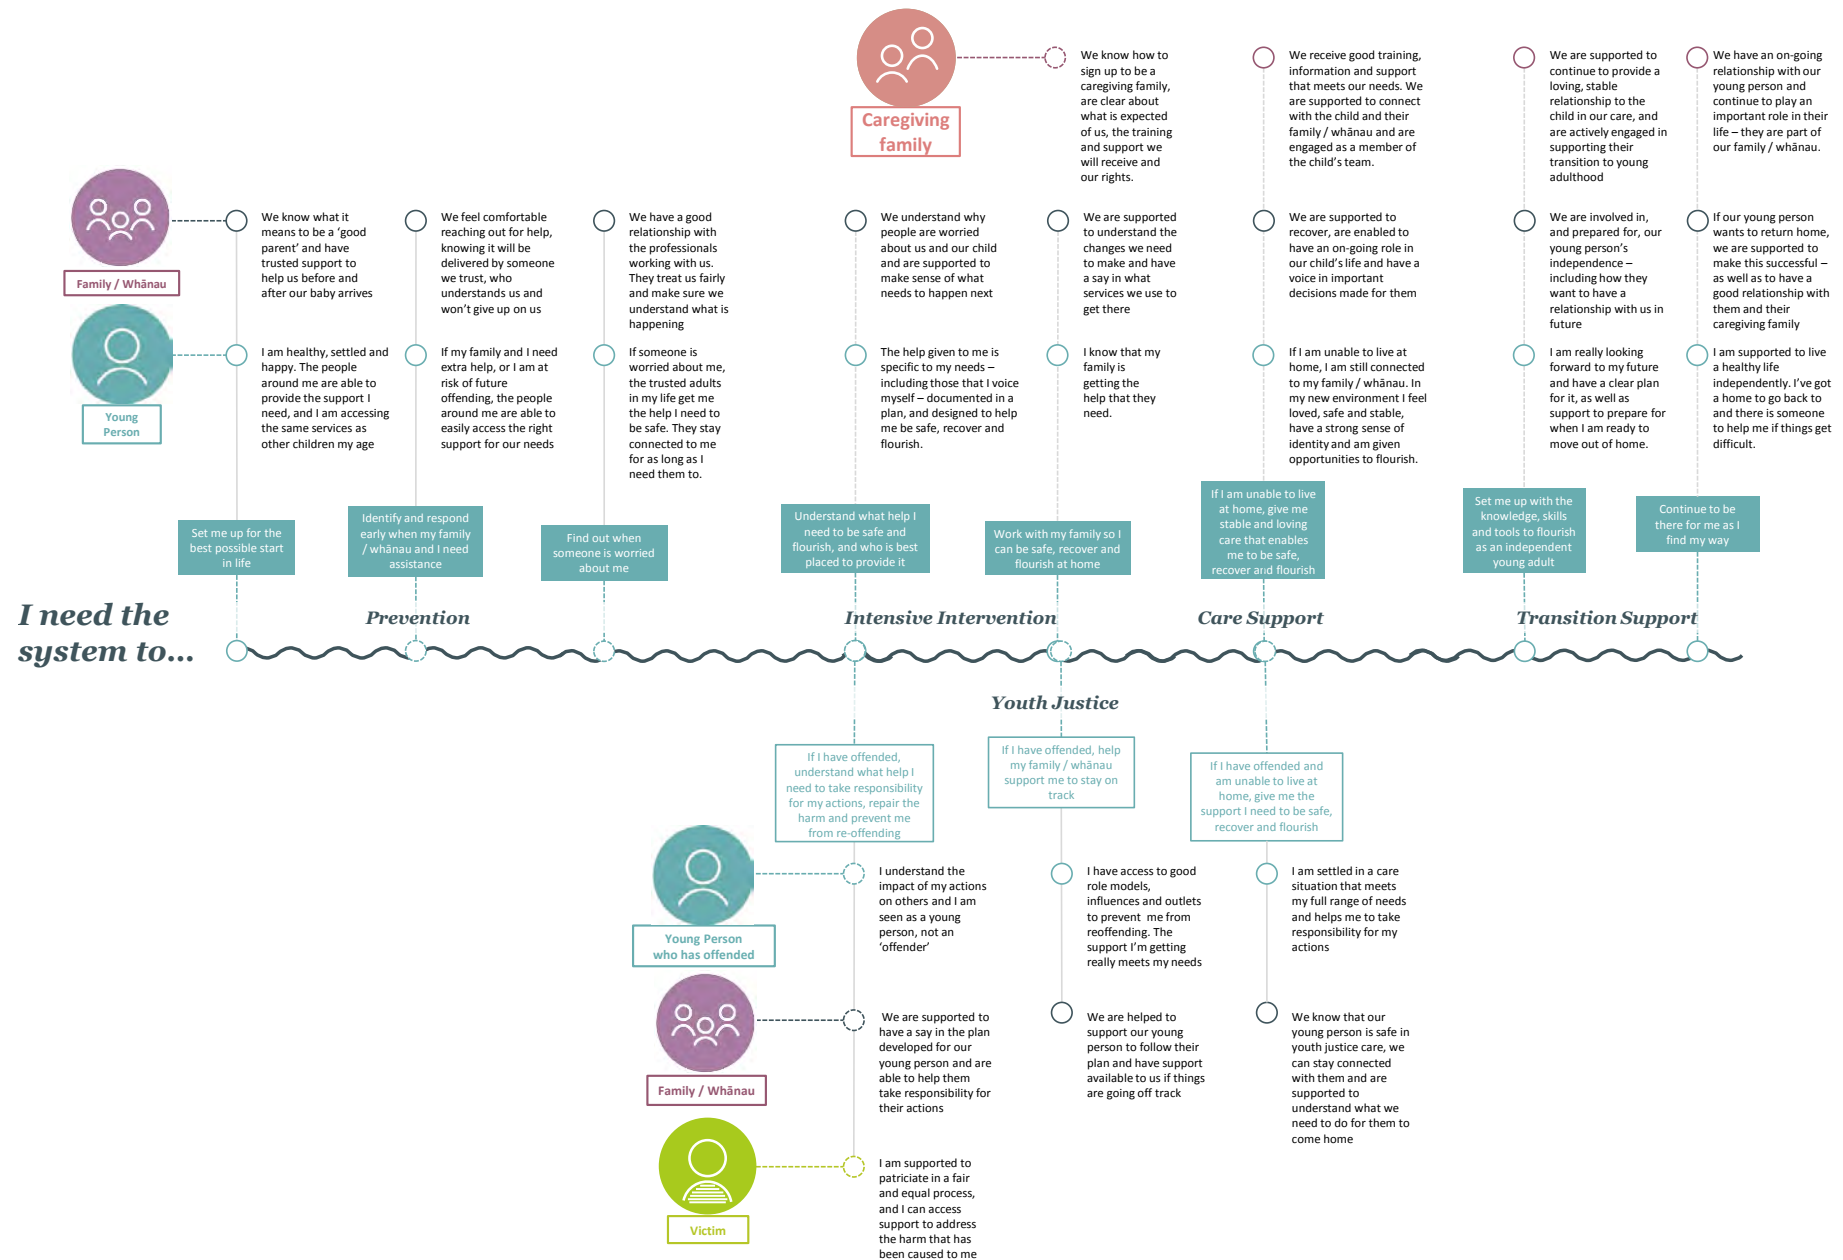 Caregiving
family
We know how to
sign up to be a
caregiving family,
are clear about
what is expected
of us, the training
and support we
will receive and
our rights.
We receive good training,
information and support
that meets our needs. We
are supported to connect
with the child and their
family / whānau and are
engaged as a member of
the child's team.
We are supported to
continue to provide a
loving, stable
relationship to the
child in our care, and
are actively engaged in
supporting their
transition to young
adulthood
We have an on-going
relationship with our
young person and
continue to play an
important role in their
life – they are part of
our family / whānau.
Family / Whānau
We know what it
means to be a 'good
parent' and have
trusted support to
help us before and
after our baby arrives
We feel comfortable
reaching out for help,
knowing it will be
delivered by someone
we trust, who
understands us and
won't give up on us
We have a good
relationship with
the professionals
working with us.
They treat us fairly
and make sure we
understand what is
happening
We understand why
people are worried
about us and our child
and are supported to
make sense of what
needs to happen next
We are supported
to understand the
changes we need
to make and have
a say in what
services we use to
get there
We are supported to
recover, are enabled to
have an on-going role in
our child's life and have a
voice in important
decisions made for them
We are involved in,
and prepared for, our
young person's
independence –
including how they
want to have a
relationship with us in
future
If our young person
wants to return home,
we are supported to
make this successful –
as well as to have a
good relationship with
them and their
caregiving family
Young
Person
I am healthy, settled and
happy. The people
around me are able to
provide the support I
need, and I am accessing
the same services as
other children my age
If my family and I need
extra help, or I am at
risk of future
offending, the people
around me are able to
easily access the right
support for our needs
If someone is
worried about me,
the trusted adults
in my life get me
the help I need to
be safe. They stay
connected to me
for as long as I
need them to.
The help given to me is
specific to my needs –
including those that I voice
myself – documented in a
plan, and designed to help
me be safe, recover and
flourish.
I know that my
family is
getting the
help that they
need.
If I am unable to live at
home, I am still connected
to my family / whānau. In
my new environment I feel
loved, safe and stable,
have a strong sense of
identity and am given
opportunities to flourish.
I am really looking
forward to my future
and have a clear plan
for it, as well as
support to prepare for
when I am ready to
move out of home.
I am supported to live
a healthy life
independently. I've got
a home to go back to
and there is someone
to help me if things get
difficult.
Set me up for the
best possible start
in life
Identify and respond
early when my family
/ whānau and I need
assistance
Find out when
someone is worried
about me
Understand what help I
need to be safe and
flourish, and who is best
placed to provide it
Work with my family so I
can be safe, recover and
flourish at home
If I am unable to live
at home, give me
stable and loving
care that enables
me to be safe,
recover and flourish
Set me up with the
knowledge, skills
and tools to flourish
as an independent
young adult
Continue to be
there for me as I
find my way
I need the
system to...
Prevention
Intensive Intervention
Care Support
Transition Support
Youth Justice
If I have offended,
understand what help I
need to take responsibility
for my actions, repair the
harm and prevent me
from re-offending
If I have offended, help
my family / whānau
support me to stay on
track
If I have offended and
am unable to live at
home, give me the
support I need to be safe,
recover and flourish
Young Person
who has offended
I understand the
impact of my actions
on others and I am
seen as a young
person, not an
'offender'
I have access to good
role models,
influences and outlets
to prevent me from
reoffending. The
support I'm getting
really meets my needs
I am settled in a care
situation that meets
my full range of needs
and helps me to take
responsibility for my
actions
Family / Whānau
We are supported to
have a say in the plan
developed for our
young person and are
able to help them
take responsibility for
their actions
We are helped to
support our young
person to follow their
plan and have support
available to us if things
are going off track
We know that our
young person is safe in
youth justice care, we
can stay connected
with them and are
supported to
understand what we
need to do for them to
come home
Victim
I am supported to
patriciate in a fair
and equal process,
and I can access
support to address
the harm that has
been caused to me